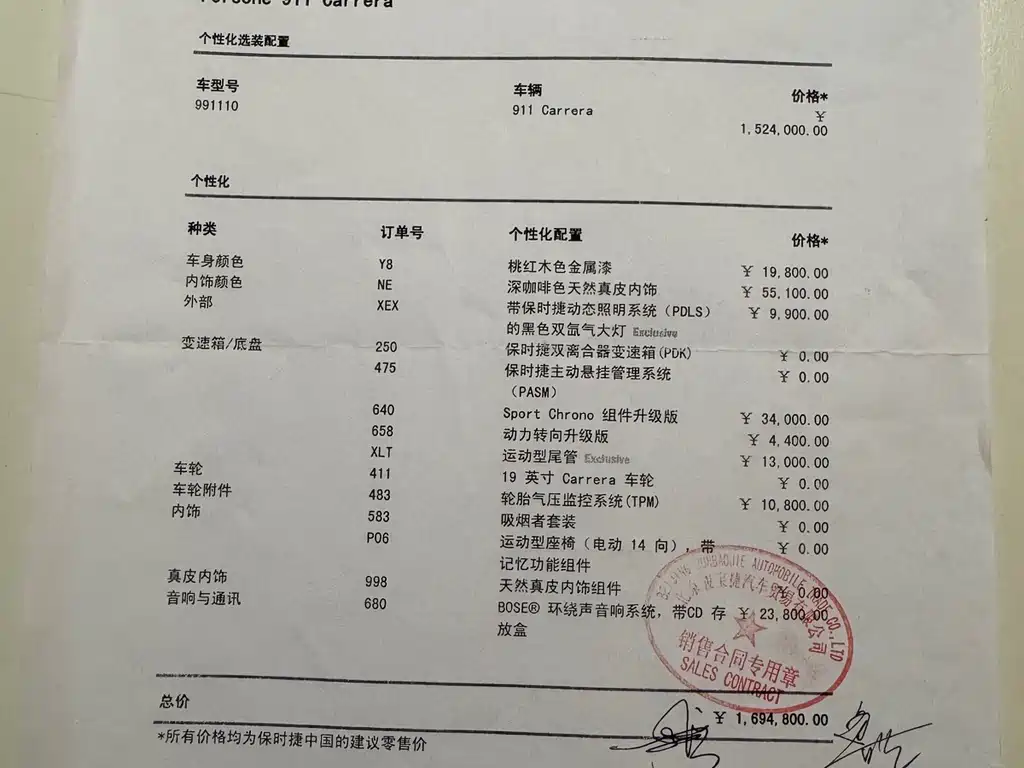 Porsche 911 Carrera
个性化选装配置
车型号 车辆 价格*
991110 911 Carrera ¥
1,524,000.00
个性化
种类 订单号 个性化配置 价格*
车身颜色 Y8 桃红木色金属漆 ¥ 19,800.00
内饰颜色 NE 深咖啡色天然真皮内饰 ¥ 55,100.00
外部 XEX 带保时捷动态照明系统（PDLS） ¥ 9,900.00
的黑色双氙气大灯 Exclusive
变速箱/底盘 250 保时捷双离合器变速箱(PDK) ¥ 0.00
475 保时捷主动悬挂管理系统 ¥ 0.00
（PASM）
640 Sport Chrono 组件升级版 ¥ 34,000.00
658 动力转向升级版 ¥ 4,400.00
XLT 运动型尾管 Exclusive ¥ 13,000.00
车轮 411 19 英寸 Carrera 车轮 ¥ 0.00
车轮附件 483 轮胎气压监控系统(TPM) ¥ 10,800.00
内饰 583 吸烟者套装 ¥ 0.00
P06 运动型座椅（电动 14 向），带 ¥ 0.00
记忆功能组件
真皮内饰 998 天然真皮内饰组件 ¥ 0.00
音响与通讯 680 BOSE® 环绕声音响系统，带CD 存 ¥ 23,800.00
放盒
AUTOMOBILE TRADE CO.,LTD
捷汽车贸易有限公司
销售合同专用章
SALES CONTRACT
总价 ¥ 1,694,800.00
*所有价格均为保时捷中国的建议零售价